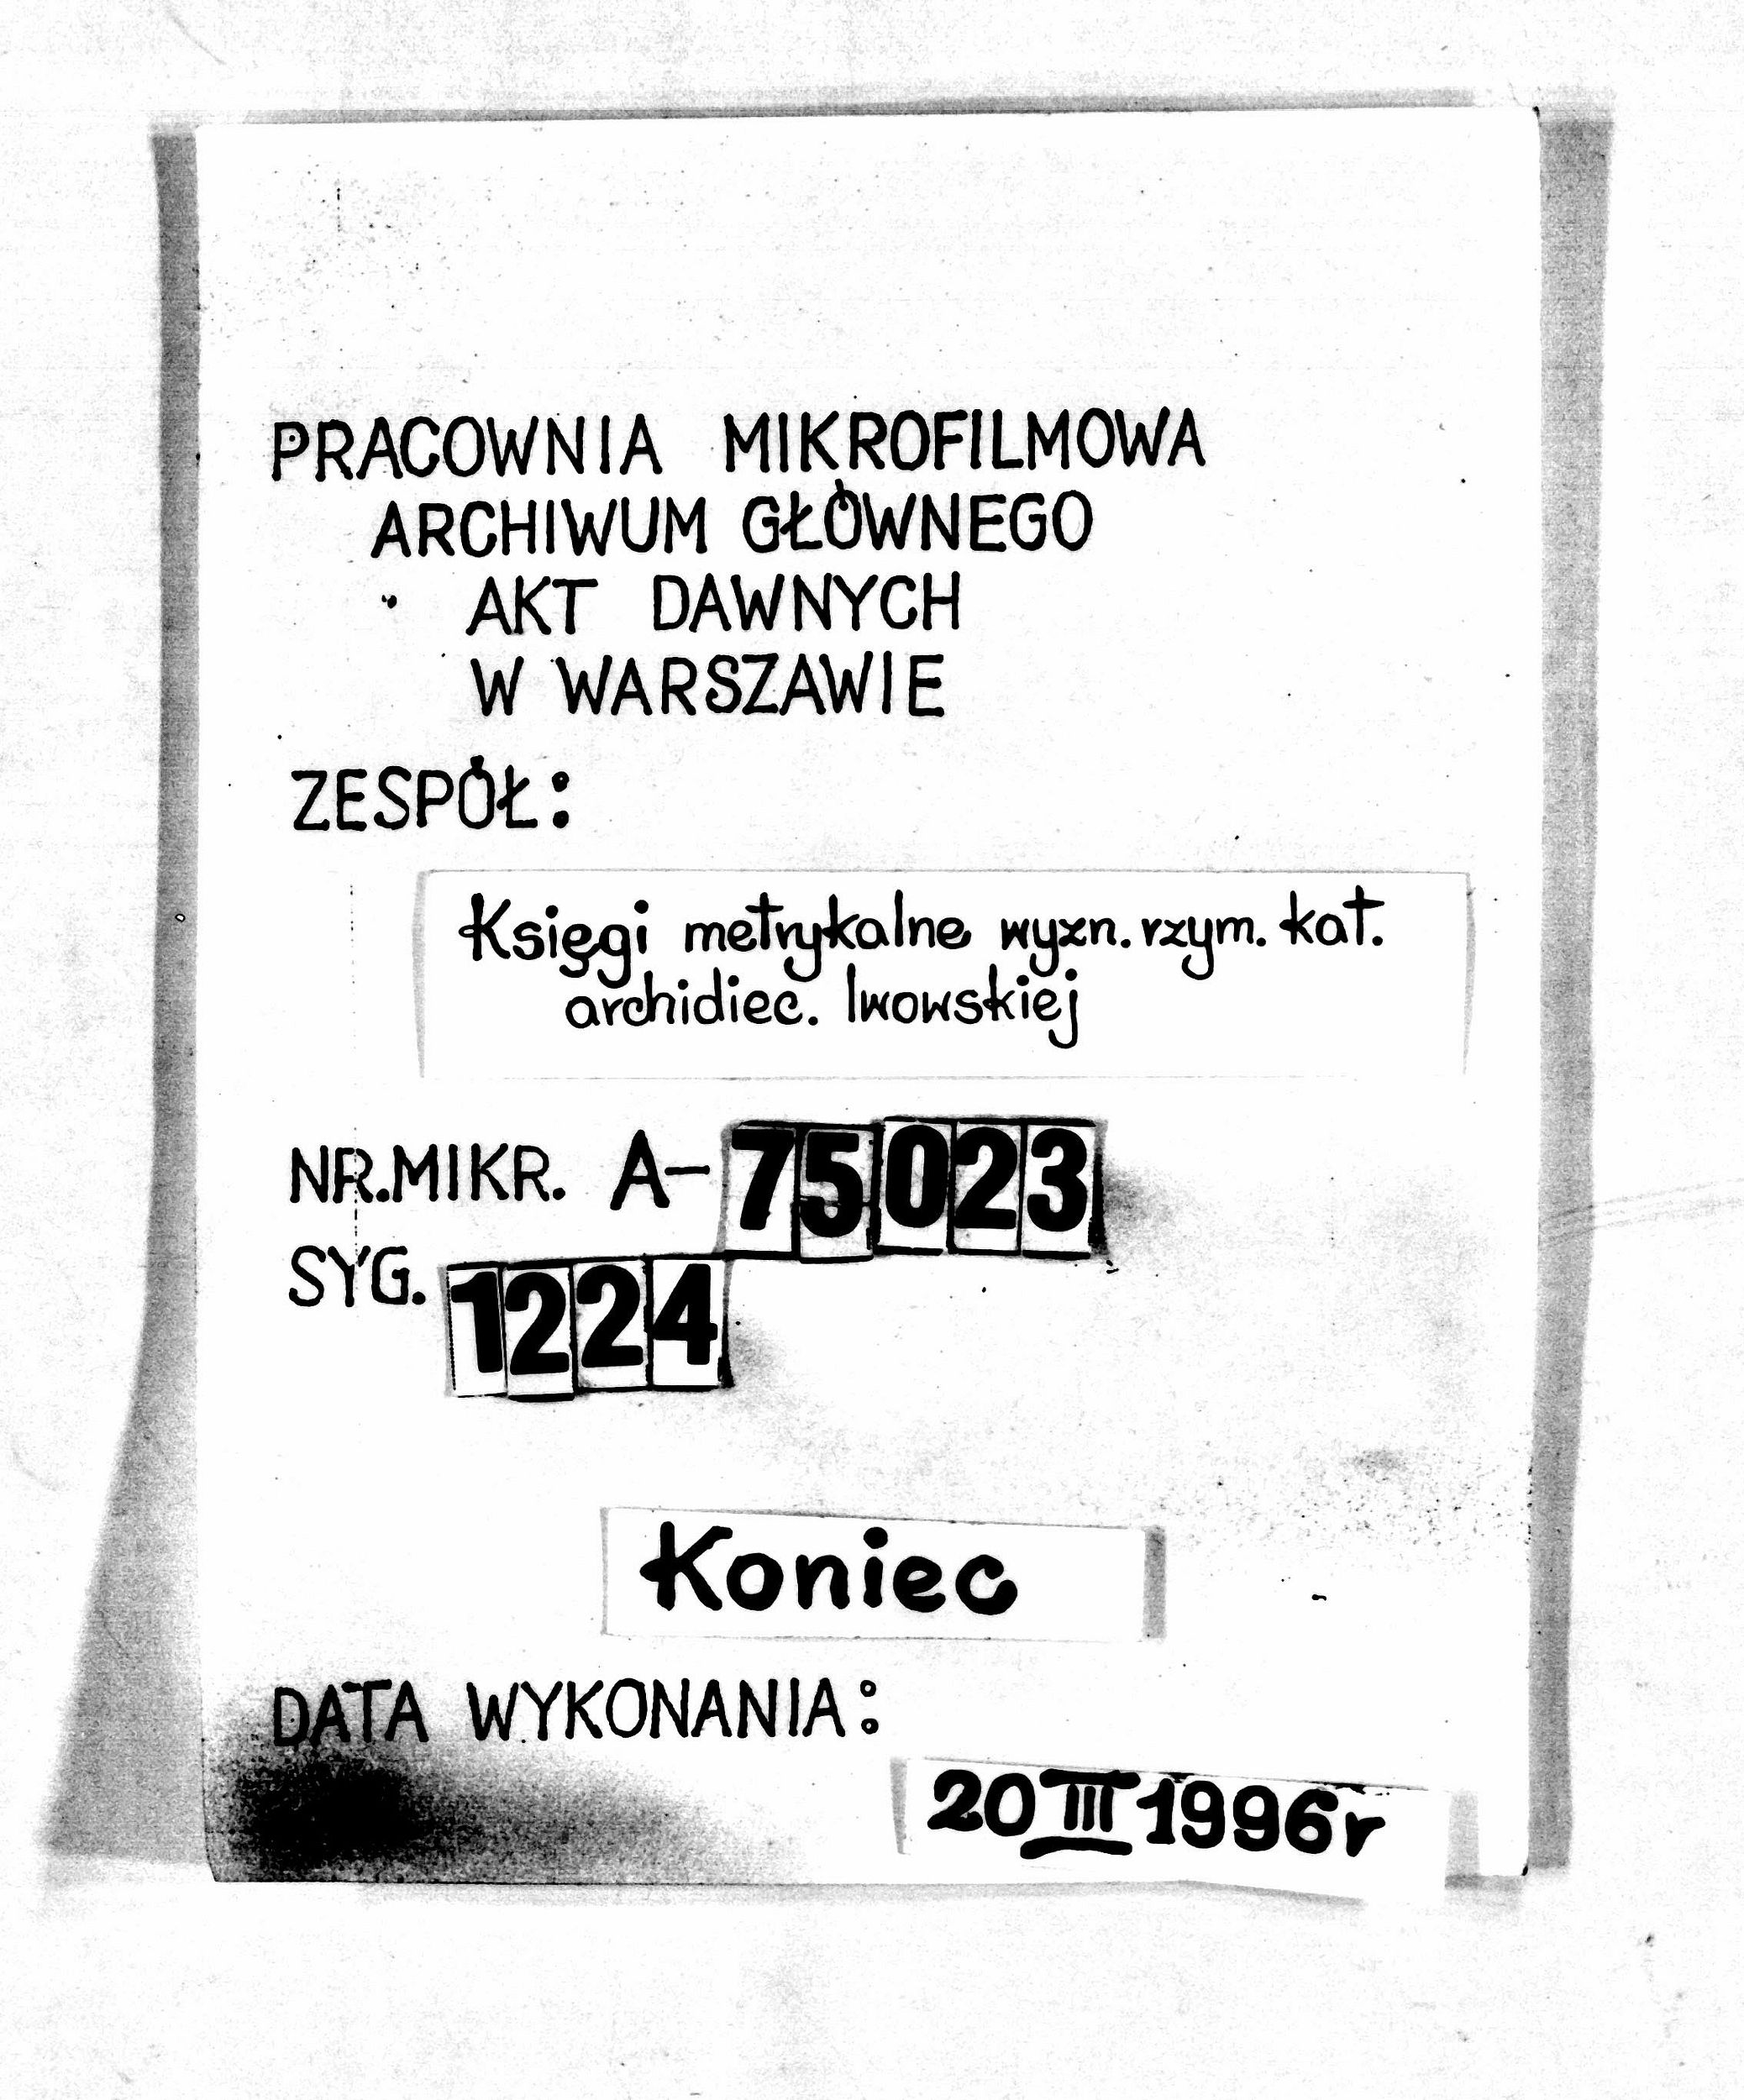 PRACOWNIA MIKROFILMOWA
ARCHIWUM GŁÓWNEGO
AKT DAWNYCH
W WARSZAWIE
ZESPÓŁ:
Księgi metrykalne wyzn. rzym. kat.
archidiec. lwowskiej
NR.MIKR. A-75023
SYG. 1224
Koniec
DATA WYKONANIA:
20 III 1996r